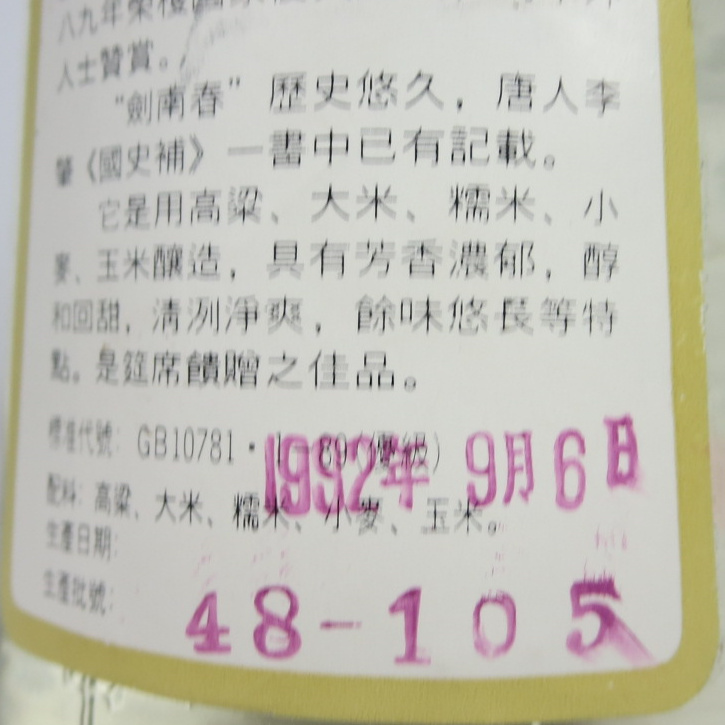 八九年榮獲國家
人士贊賞。
“劍南春”歷史悠久，唐人李
肇《國史補》一書中已有記載。
它是用高粱、大米、糯米、小
麥、玉米釀造，具有芳香濃郁，醇
和回甜，清洌淨爽，餘味悠長等特
點。是筵席饋贈之佳品。
標準代號：GB10781·1—89(優級)
1992年 9月6日
配料：高粱、大米、糯米、小麥、玉米。
生產日期：
生產批號：48-105